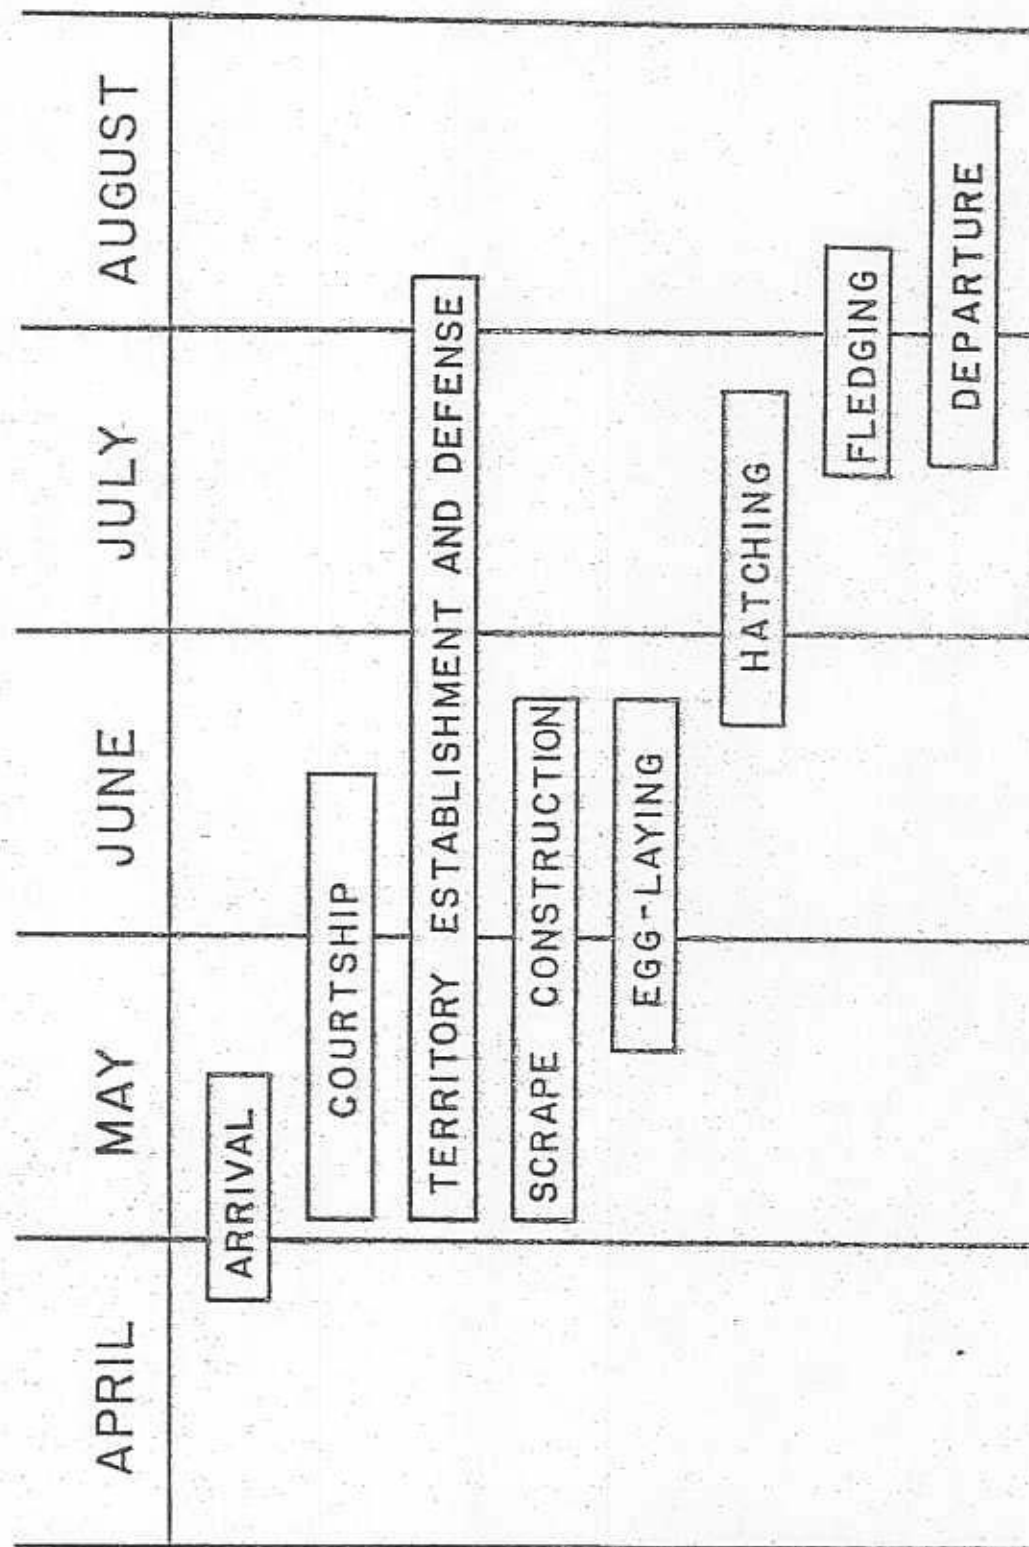 APRIL MAY JUNE JULY AUGUST
ARRIVAL
COURTSHIP
TERRITORY ESTABLISHMENT AND DEFENSE
SCRAPE CONSTRUCTION
EGG-LAYING
HATCHING
FLEDGING
DEPARTURE